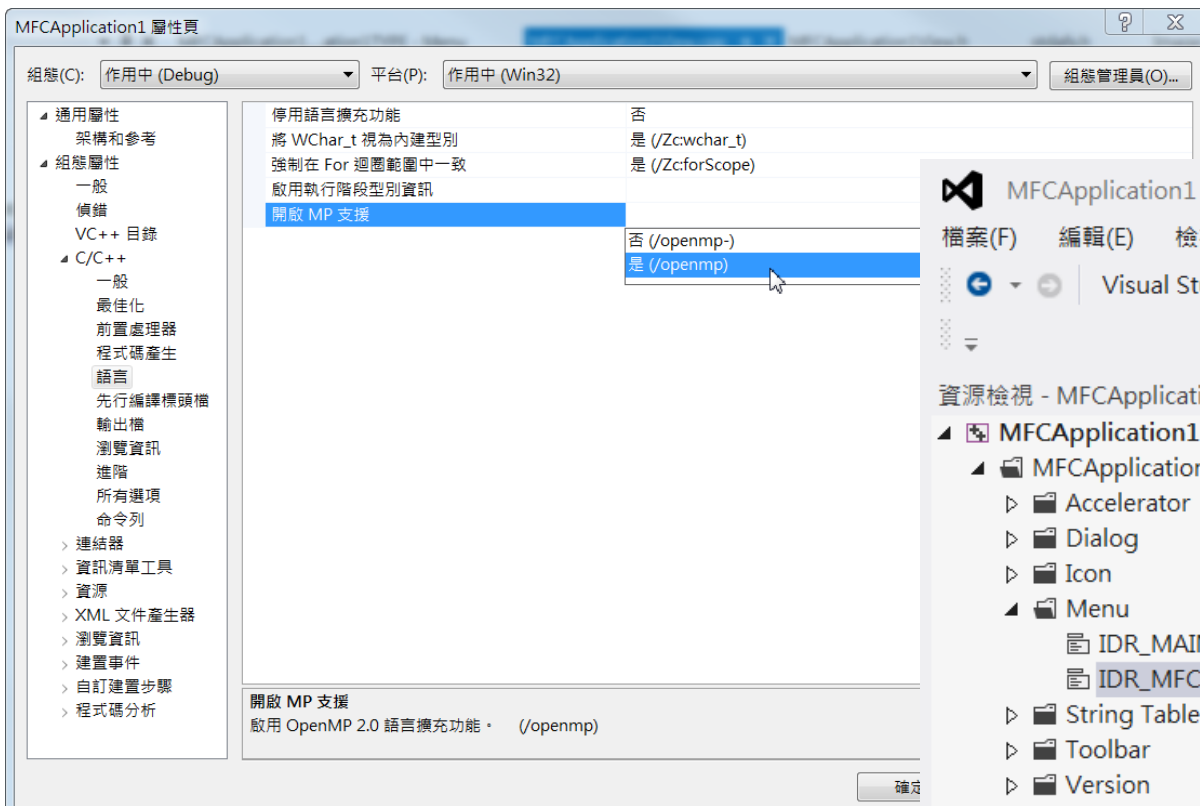 MFCApplication1 屬性頁
組態(C): 作用中 (Debug) 平台(P): 作用中 (Win32) 組態管理員(O)...
通用屬性
架構和參考
組態屬性
一般
偵錯
VC++ 目錄
C/C++
一般
最佳化
前置處理器
程式碼產生
語言
先行編譯標頭檔
輸出檔
瀏覽資訊
進階
所有選項
命令列
連結器
資訊清單工具
資源
XML 文件產生器
瀏覽資訊
建置事件
自訂建置步驟
程式碼分析
停用語言擴充功能 否
將 WChar_t 視為內建型別 是 (/Zc:wchar_t)
強制在 For 迴圈範圍中一致 是 (/Zc:forScope)
啟用執行階段型別資訊
開啟 MP 支援
否 (/openmp-)
是 (/openmp)
開啟 MP 支援
啟用 OpenMP 2.0 語言擴充功能。 (/openmp)
確定
MFCApplication1
檔案(F) 編輯(E) 檢
Visual St
資源檢視 - MFCApplicati
MFCApplication1
MFCApplication
Accelerator
Dialog
Icon
Menu
IDR_MAIN
IDR_MFC
String Table
Toolbar
Version